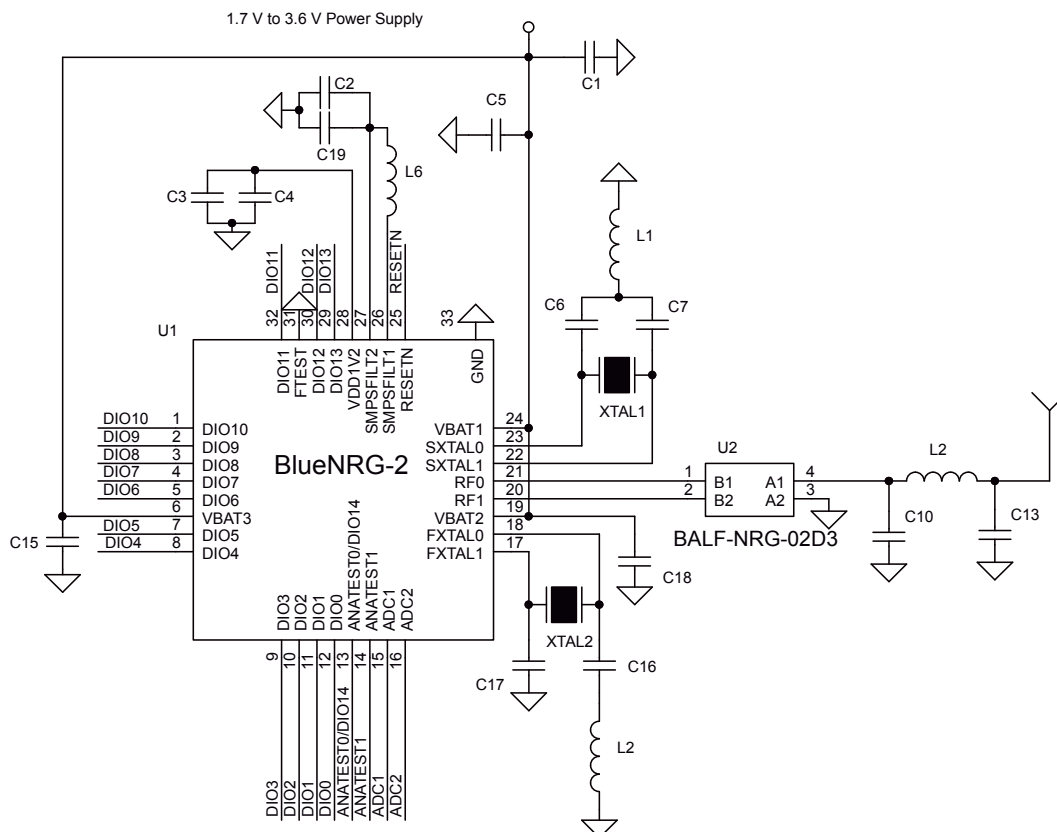 1.7 V to 3.6 V Power Supply
C1
C2
C5
C19
L6
C3
C4
L1
C6
C7
XTAL1
DIO11
DIO12
DIO13
RESETN
32
31
30
29
28
27
26
25
33
U1
DIO11
FTEST
DIO12
DIO13
VDD1V2
SMPSFILT2
SMPSFILT1
RESETN
GND
DIO10 1 DIO10
DIO9 2 DIO9
DIO8 3 DIO8
DIO7 4 DIO7
DIO6 5 DIO6
6 VBAT3
DIO5 7 DIO5
DIO4 8 DIO4
C15
BlueNRG-2
VBAT1 24
SXTAL0 23
SXTAL1 22
RF0 21
RF1 20
VBAT2 19
FXTAL0 18
FXTAL1 17
U2
1 B1 A1 4
2 B2 A2 3
BALF-NRG-02D3
L2
C10
C13
C18
XTAL2
C17
C16
L2
DIO3
DIO2
DIO1
DIO0
ANATEST0/DIO14
ANATEST1
ADC1
ADC2
9
10
11
12
13
14
15
16
DIO3
DIO2
DIO1
DIO0
ANATEST0/DIO14
ANATEST1
ADC1
ADC2